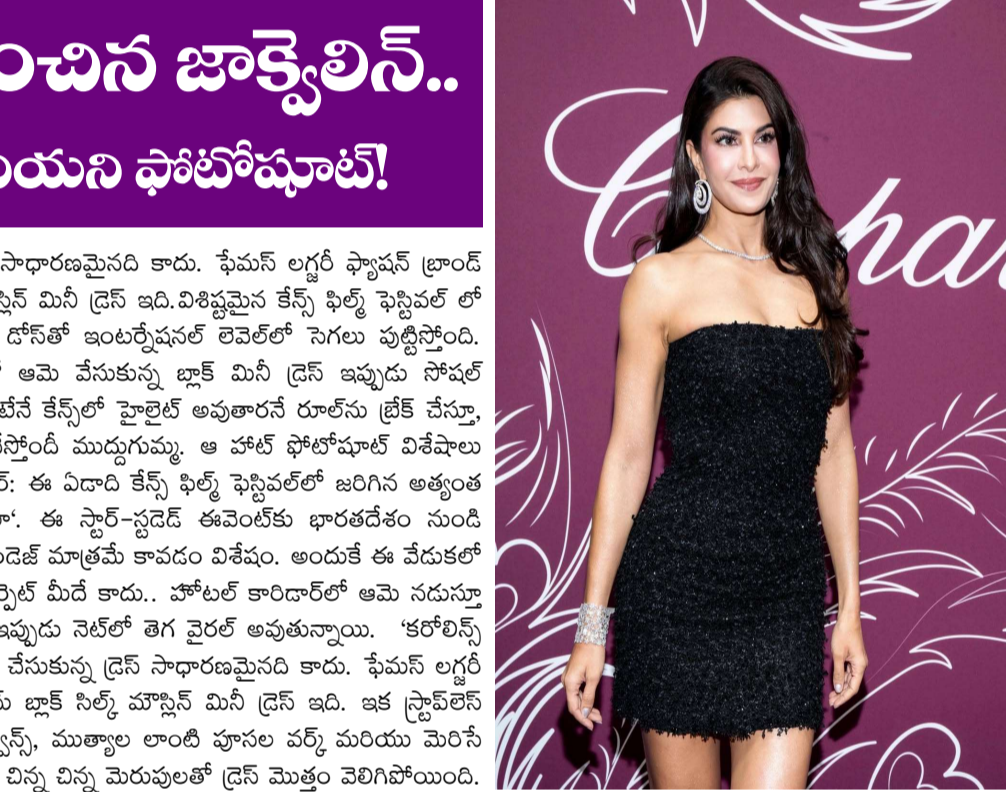 జాక్వెలిన్..
ఫోటోషూట్!
సాధారణమైనది కాదు. ఫేమస్ లగ్జరీ ఫ్యాషన్ బ్రాండ్
మినీ డ్రెస్ ఇది.విశిష్టమైన కేన్స్ ఫిల్మ్ ఫెస్టివల్ లో
డోస్‌తో ఇంటర్నేషనల్ లెవెల్‌లో సెగలు పుట్టిస్తోంది.
ఆమె వేసుకున్న బ్లాక్ మినీ డ్రెస్ ఇప్పుడు సోషల్
కేన్స్‌లో హైలైట్ అవుతారనే రూల్‌ను బ్రేక్ చేస్తూ,
ముద్దుగుమ్మ. ఆ హాట్ ఫోటోషూట్ విశేషాలు
ఈ ఏడాది కేన్స్ ఫిల్మ్ ఫెస్టివల్‌లో జరిగిన అత్యంత
ఈ స్టార్-స్టడెడ్ ఈవెంట్‌కు భారతదేశం నుండి
మాత్రమే కావడం విశేషం. అందుకే ఈ వేడుకలో
మీదే కాదు.. హోటల్ కారిడార్‌లో ఆమె నడుస్తూ
ఇప్పుడు నెట్‌లో తెగ వైరల్ అవుతున్నాయి. ‘కరోలిన్స్
చేసుకున్న డ్రెస్ సాధారణమైనది కాదు. ఫేమస్ లగ్జరీ
బ్లాక్ సిల్క్ మౌస్లిన్ మినీ డ్రెస్ ఇది. ఇక స్ట్రాప్‌లెస్
ముత్యాల లాంటి పూసల వర్క్ మరియు మెరిసే
చిన్న చిన్న మెరుపులతో డ్రెస్ మొత్తం వెలిగిపోయింది.